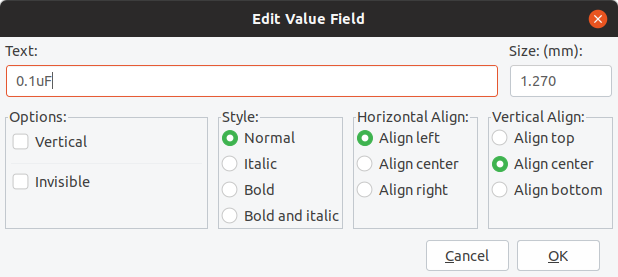 Edit Value Field
Text:
Size: (mm):
0.1uF
1.270
Options:
Vertical
Invisible
Style:
Normal
Italic
Bold
Bold and italic
Horizontal Align:
Align left
Align center
Align right
Vertical Align:
Align top
Align center
Align bottom
Cancel
OK